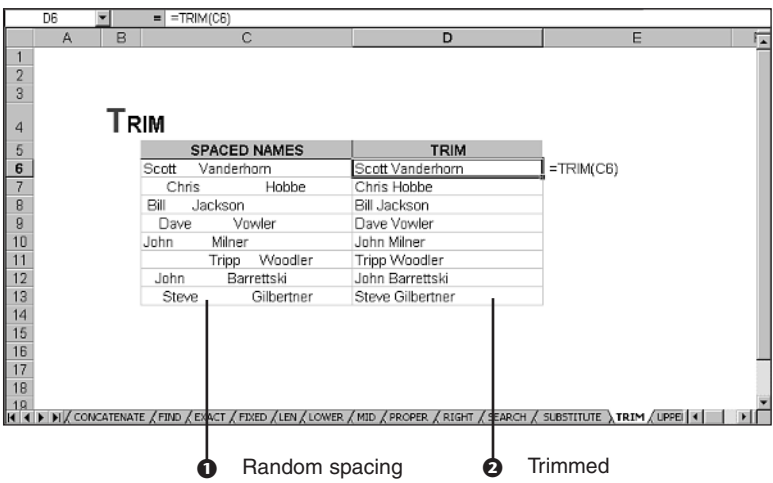 D6 = =TRIM(C6)
A B C D E F
1
2
3
4 TRIM
5 SPACED NAMES TRIM
6 Scott Vanderhorn Scott Vanderhorn =TRIM(C6)
7 Chris Hobbe Chris Hobbe
8 Bill Jackson Bill Jackson
9 Dave Vowler Dave Vowler
10 John Milner John Milner
11 Tripp Woodler Tripp Woodler
12 John Barrettski John Barrettski
13 Steve Gilbertner Steve Gilbertner
14
15
16
17
18
19
CONCATENATE FIND EXACT FIXED LEN LOWER MID PROPER RIGHT SEARCH SUBSTITUTE TRIM UPPE
1 Random spacing 2 Trimmed